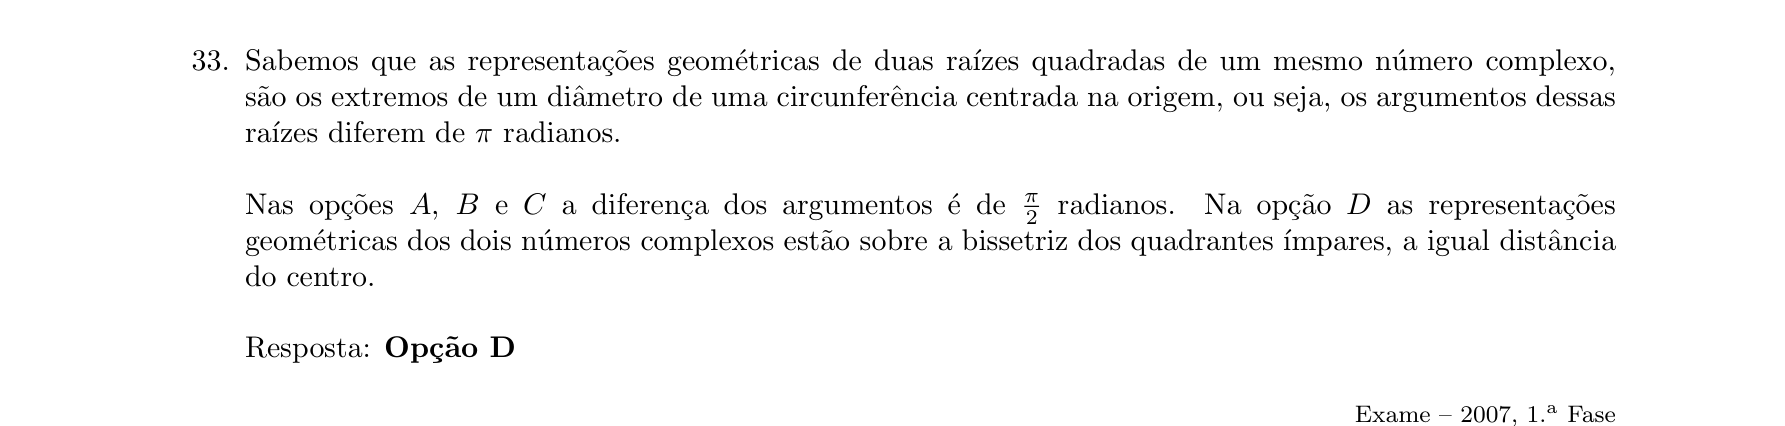 33. Sabemos que as representações geométricas de duas raízes quadradas de um mesmo número complexo,
são os extremos de um diâmetro de uma circunferência centrada na origem, ou seja, os argumentos dessas
raízes diferem de π radianos.
Nas opções A, B e C a diferença dos argumentos é de π/2 radianos. Na opção D as representações
geométricas dos dois números complexos estão sobre a bissetriz dos quadrantes ímpares, a igual distância
do centro.
Resposta: Opção D
Exame – 2007, 1.ª Fase